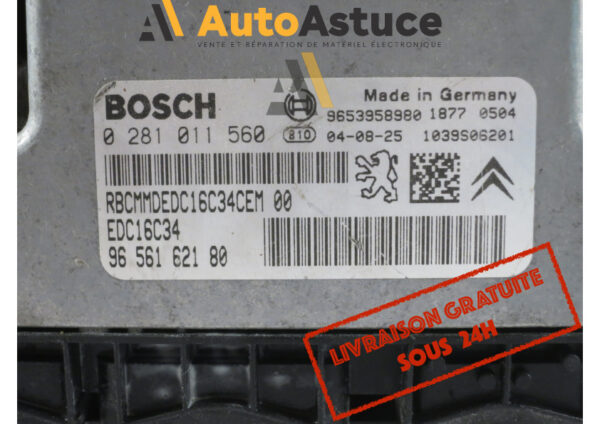 AutoAstuce
VENTE ET RÉPARATION DE MATÉRIEL ÉLECTRONIQUE
BOSCH
Made in Germany
9653958980 1877 0504
0 281 011 560 810 04-08-25 1039S06201
RBCMMDEDC16C34CEM 00
EDC16C34
96 561 621 80
LIVRAISON GRATUITE
SOUS 24H